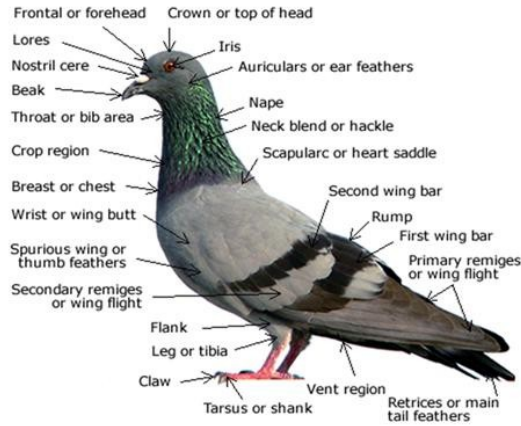 Frontal or forehead
Crown or top of head
Lores
Iris
Nostril cere
Auriculars or ear feathers
Beak
Nape
Throat or bib area
Neck blend or hackle
Crop region
Scapularc or heart saddle
Breast or chest
Second wing bar
Wrist or wing butt
Rump
First wing bar
Spurious wing or
thumb feathers
Primary remiges
or wing flight
Secondary remiges
or wing flight
Flank
Leg or tibia
Claw
Vent region
Tarsus or shank
Retrices or main
tail feathers